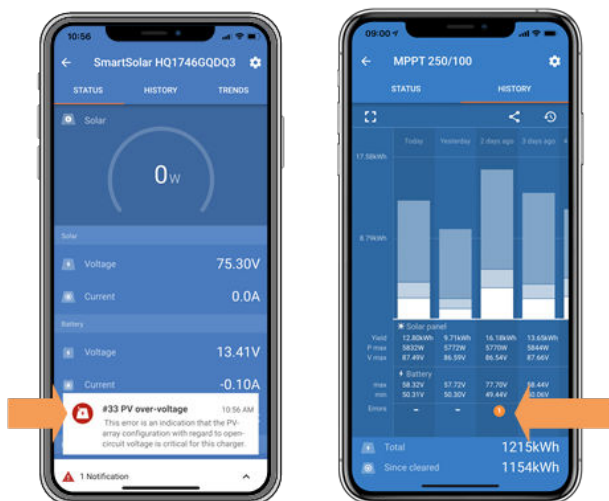 10:56
SmartSolar HQ1746GQDQ3
STATUS HISTORY TRENDS
Solar
0W
Solar
Voltage 75.30V
Current 0.0A
Battery
Voltage 13.41V
Current -0.10A
#33 PV over-voltage 10:56 AM
This error is an indication that the PV-
array configuration with regard to open-
circuit voltage is critical for this charger.
1 Notification
09:00
MPPT 250/100
STATUS HISTORY
Today Yesterday 2 days ago 3 days ago 4
17.58kWh
8.79kWh
Solar panel
Yield 12.80kWh 9.71kWh 16.18kWh 13.65kWh
P max 5832W 5772W 5770W 5844W
V max 87.49V 86.59V 86.54V 87.66V
Battery
max 58.32V 57.72V 77.70V 58.44V
min 50.31V 50.30V 49.44V 50.06V
Errors - - 1
Total 1215kWh
Since cleared 1154kWh